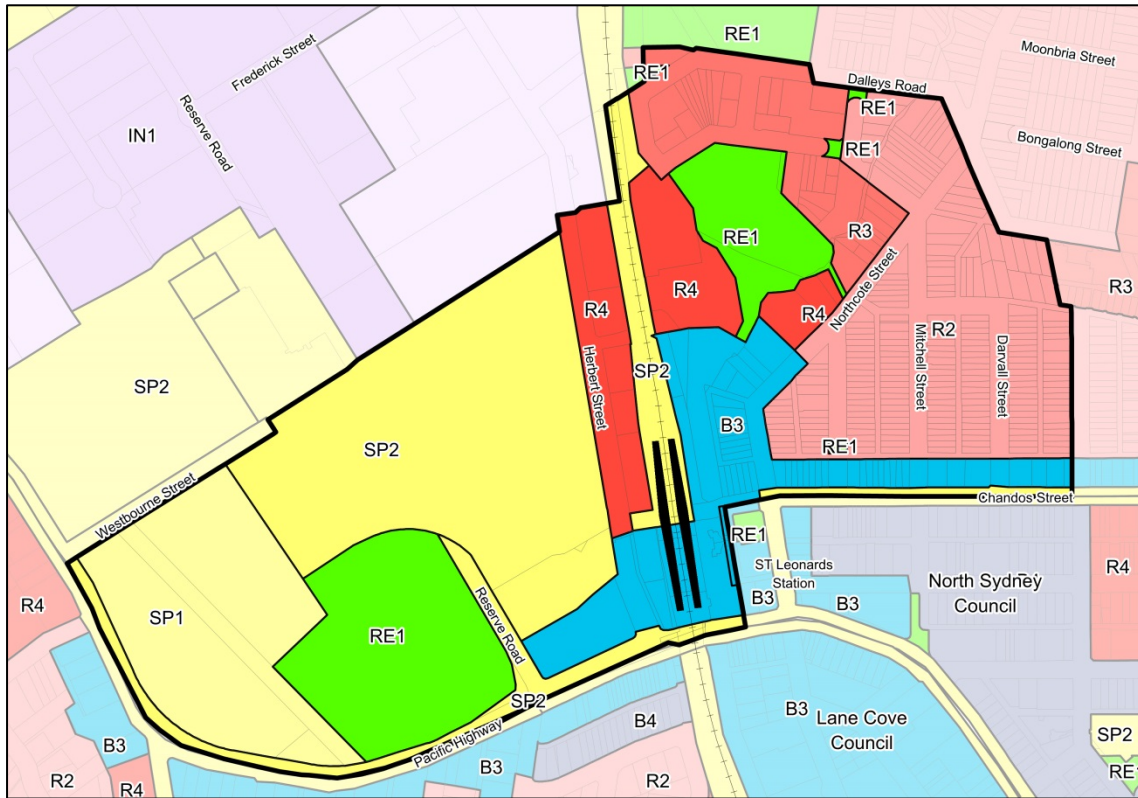 RE1
Moonbria Street
Frederick Street
RE1
Dalleys Road
RE1
Reserve Road
IN1
RE1
Bongalong Street
RE1
R3
R3
R4
R4
R4
Northcote Street
Herbert Street
Mitchell Street
R2
Darvall Street
SP2
SP2
B3
SP2
RE1
Westbourne Street
Chandos Street
RE1
ST Leonards
Station
R4
North Sydney
Council
R4
B3
B3
SP1
RE1
Reserve Road
SP2
B3
Lane Cove
Council
B4
SP2
Pacific Highway
B3
B3
R2
R4
R2
RE1